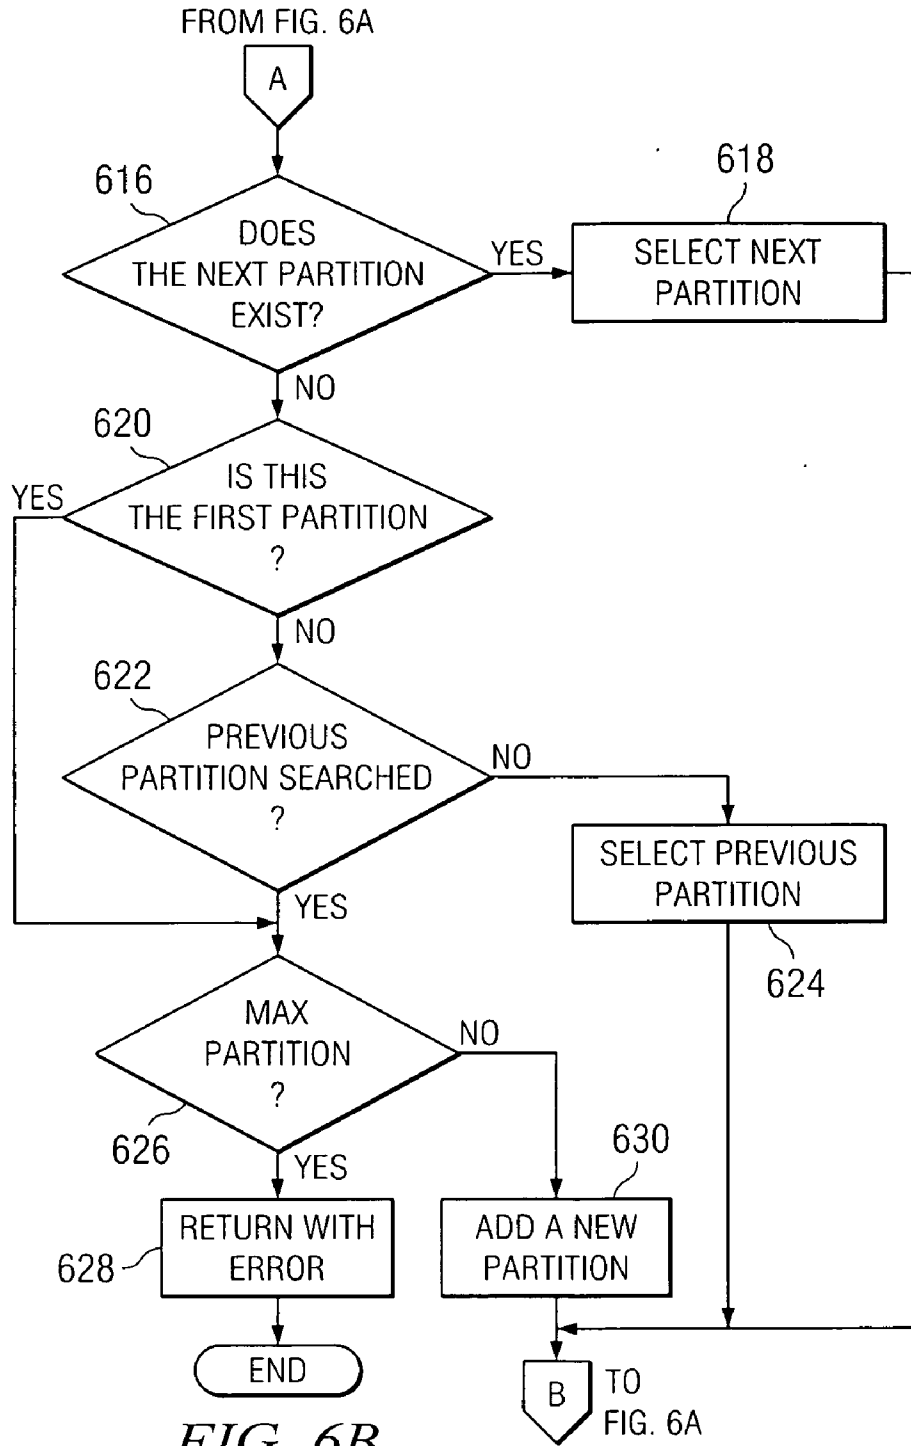 FROM FIG. 6A
A
616
DOES
THE NEXT PARTITION
EXIST?
YES
618
SELECT NEXT
PARTITION
NO
620
YES
IS THIS
THE FIRST PARTITION
?
NO
622
PREVIOUS
PARTITION SEARCHED
?
NO
SELECT PREVIOUS
PARTITION
624
YES
MAX
PARTITION
?
NO
626
YES
630
RETURN WITH
ERROR
628
ADD A NEW
PARTITION
END
B
TO
FIG. 6A
FIG. 6B